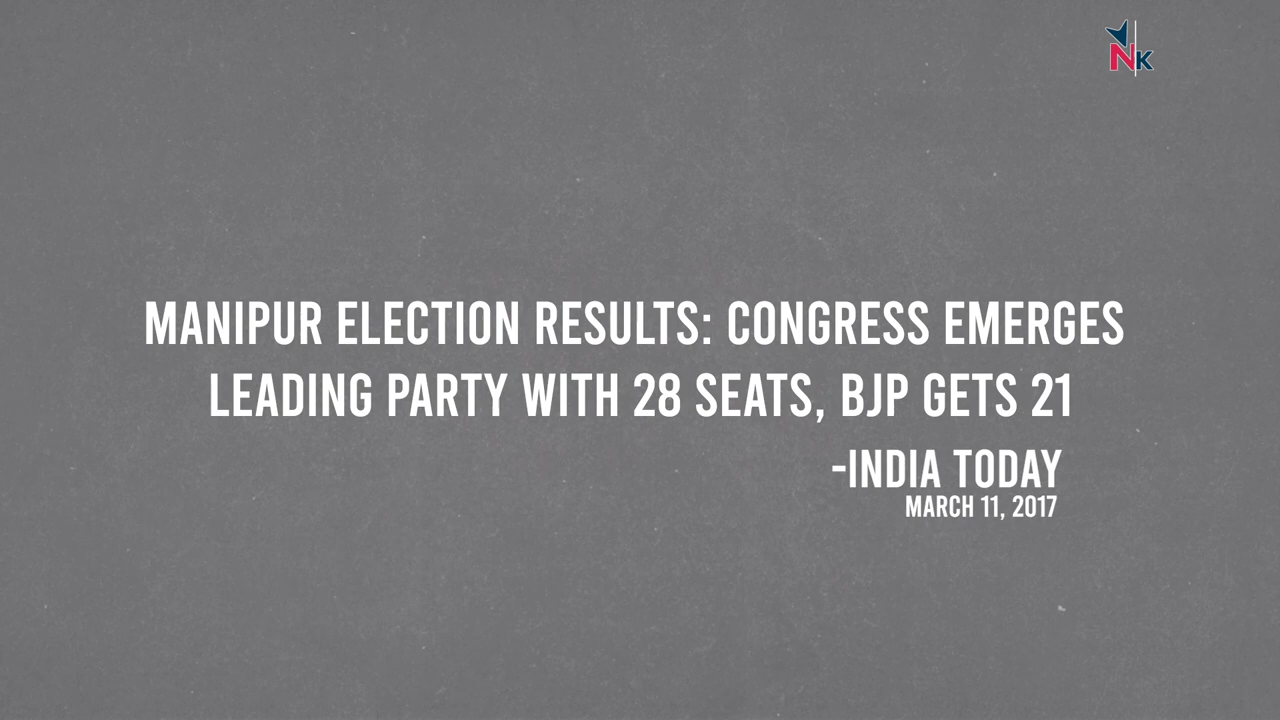 NK
MANIPUR ELECTION RESULTS: CONGRESS EMERGES
LEADING PARTY WITH 28 SEATS, BJP GETS 21
-INDIA TODAY
MARCH 11, 2017